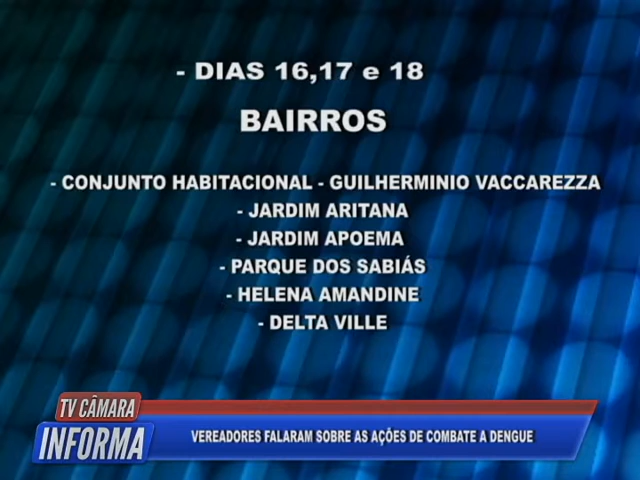 - DIAS 16,17 e 18
BAIRROS
- CONJUNTO HABITACIONAL - GUILHERMINIO VACCAREZZA
- JARDIM ARITANA
- JARDIM APOEMA
- PARQUE DOS SABIÁS
- HELENA AMANDINE
- DELTA VILLE
TV CÂMARA
INFORMA
VEREADORES FALARAM SOBRE AS AÇÕES DE COMBATE A DENGUE